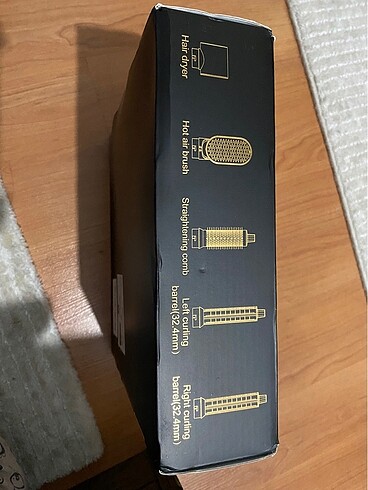 Hair dryer
Hot air brush
Straightening comb
Left curling
barrel(32.4mm)
Right curling
barrel(32.4mm)